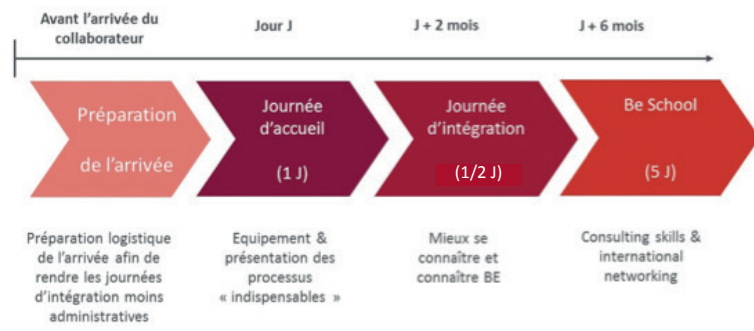 Avant l'arrivée du
collaborateur
Jour J
J + 2 mois
J + 6 mois
Préparation
de l'arrivée
Journée
d'accueil
(1 J)
Journée
d'intégration
(1/2 J)
Be School
(5 J)
Préparation logistique
de l'arrivée afin de
rendre les journées
d'intégration moins
administratives
Equipement &
présentation des
processus
« indispensables »
Mieux se
connaître et
connaître BE
Consulting skills &
international
networking